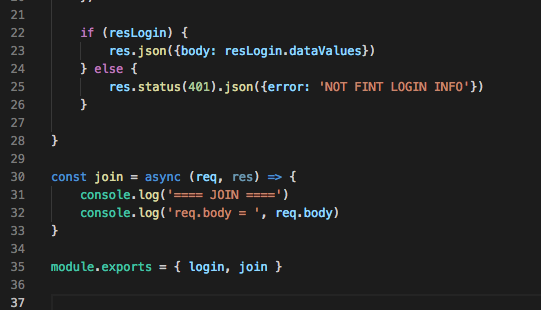 21
22 if (resLogin) {
23 res.json({body: resLogin.dataValues})
24 } else {
25 res.status(401).json({error: 'NOT FINT LOGIN INFO'})
26 }
27
28 }
29
30 const join = async (req, res) => {
31 console.log('==== JOIN ====')
32 console.log('req.body = ', req.body)
33 }
34
35 module.exports = { login, join }
36
37